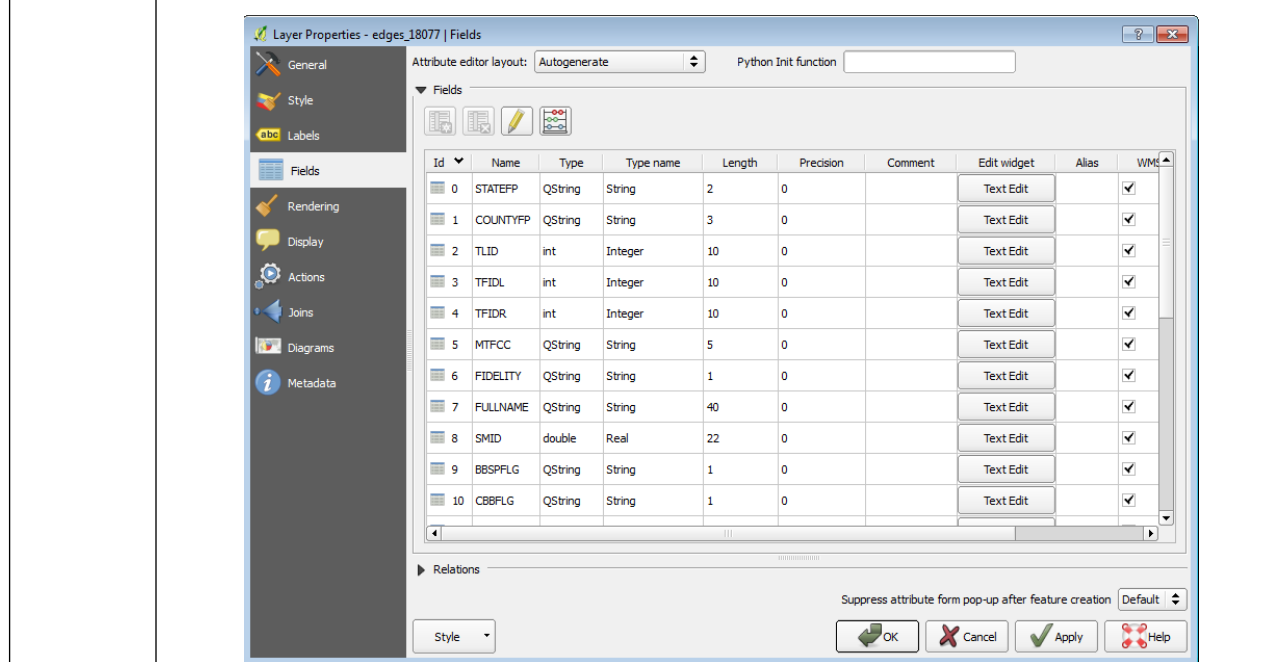 Layer Properties - edges_18077 | Fields
General
Style
abc Labels
Fields
Rendering
Display
Actions
Joins
Diagrams
Metadata
Attribute editor layout: Autogenerate Python Init function
Fields
Id Name Type Type name Length Precision Comment Edit widget Alias WMS
0 STATEFP QString String 2 0 Text Edit
1 COUNTYFP QString String 3 0 Text Edit
2 TLID int Integer 10 0 Text Edit
3 TFIDL int Integer 10 0 Text Edit
4 TFIDR int Integer 10 0 Text Edit
5 MTFCC QString String 5 0 Text Edit
6 FIDELITY QString String 1 0 Text Edit
7 FULLNAME QString String 40 0 Text Edit
8 SMID double Real 22 0 Text Edit
9 BBSPFLG QString String 1 0 Text Edit
10 CBBFLG QString String 1 0 Text Edit
Relations
Suppress attribute form pop-up after feature creation Default
Style OK Cancel Apply Help